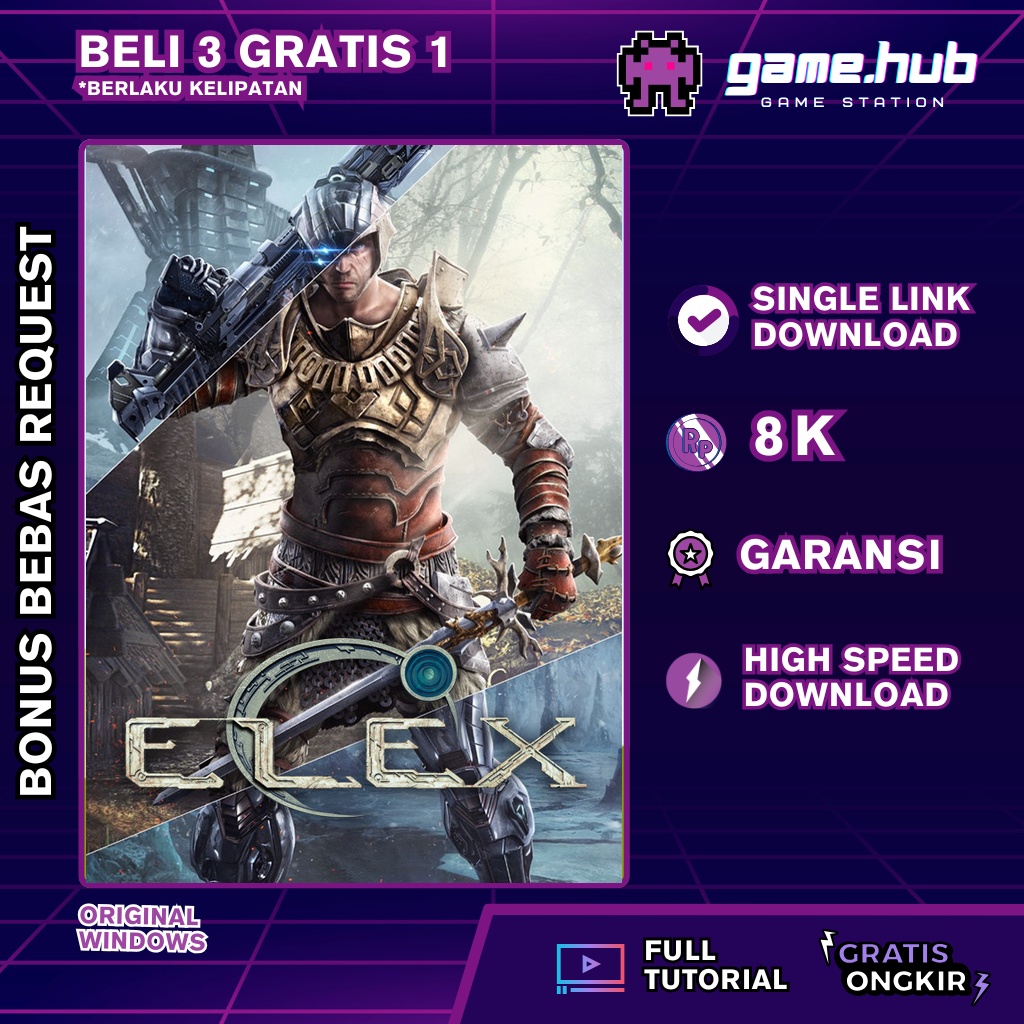 BELI 3 GRATIS 1
*BERLAKU KELIPATAN
game.hub
GAME STATION
BONUS BEBAS REQUEST
SINGLE LINK
DOWNLOAD
Rp
8K
GARANSI
HIGH SPEED
DOWNLOAD
ELEX
ORIGINAL
WINDOWS
FULL
TUTORIAL
GRATIS
ONGKIR